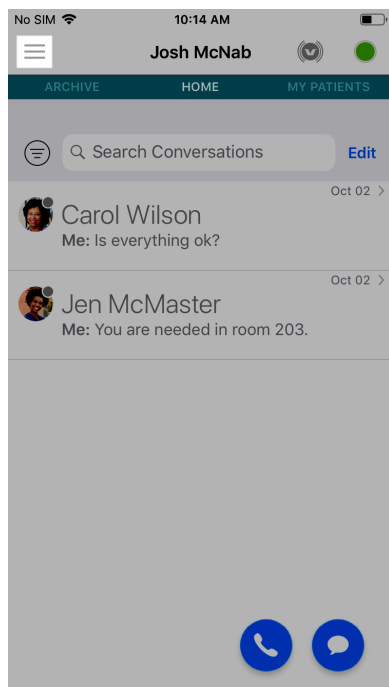 No SIM 10:14 AM
Josh McNab
ARCHIVE HOME MY PATIENTS
Search Conversations Edit
Oct 02
Carol Wilson
Me: Is everything ok?
Oct 02
Jen McMaster
Me: You are needed in room 203.